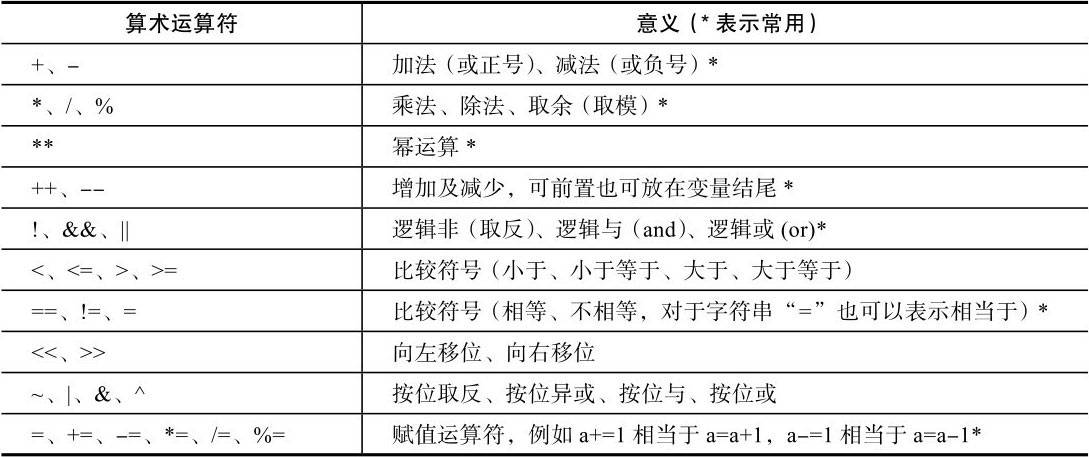 算术运算符 意义（* 表示常用）
+、- 加法（或正号）、减法（或负号）*
*、/、% 乘法、除法、取余（取模）*
** 幂运算 *
++、-- 增加及减少，可前置也可放在变量结尾 *
!、&&、|| 逻辑非（取反）、逻辑与（and）、逻辑或 (or)*
<、<=、>、>= 比较符号（小于、小于等于、大于、大于等于）
==、!=、= 比较符号（相等、不相等，对于字符串“=”也可以表示相当于）*
<<、>> 向左移位、向右移位
~、|、&、^ 按位取反、按位异或、按位与、按位或
=、+=、-=、*=、/=、%= 赋值运算符，例如 a+=1 相当于 a=a+1，a-=1 相当于 a=a-1*